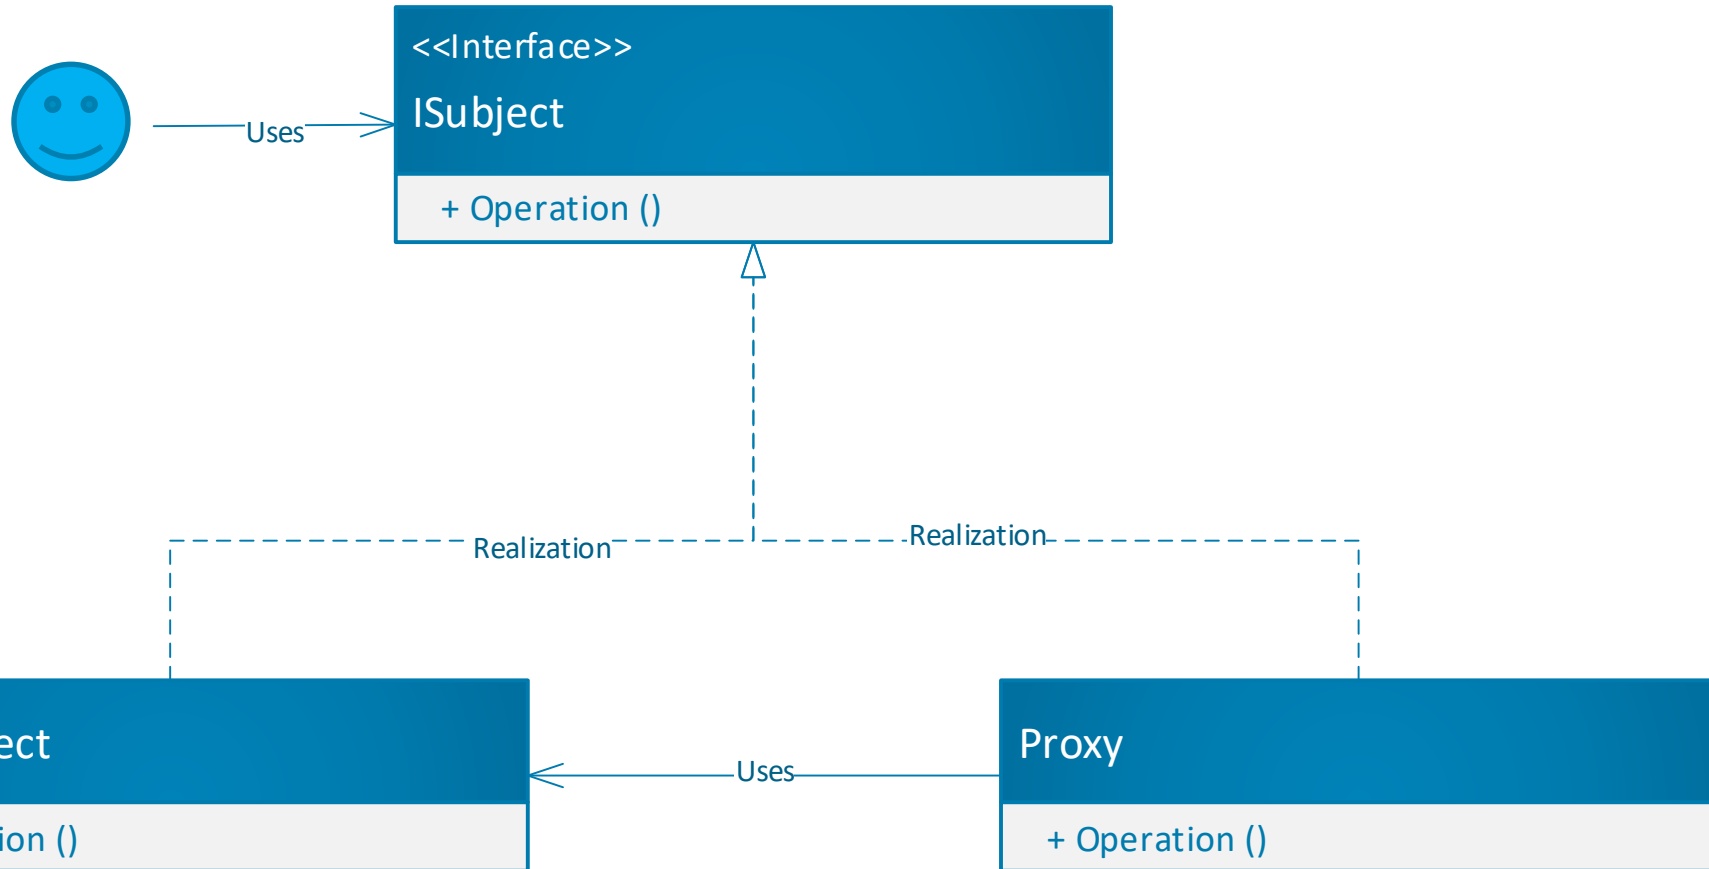 <<Interface>>
ISubject
Uses
+ Operation ()
Realization
Realization
ect
Proxy
Uses
ion ()
+ Operation ()